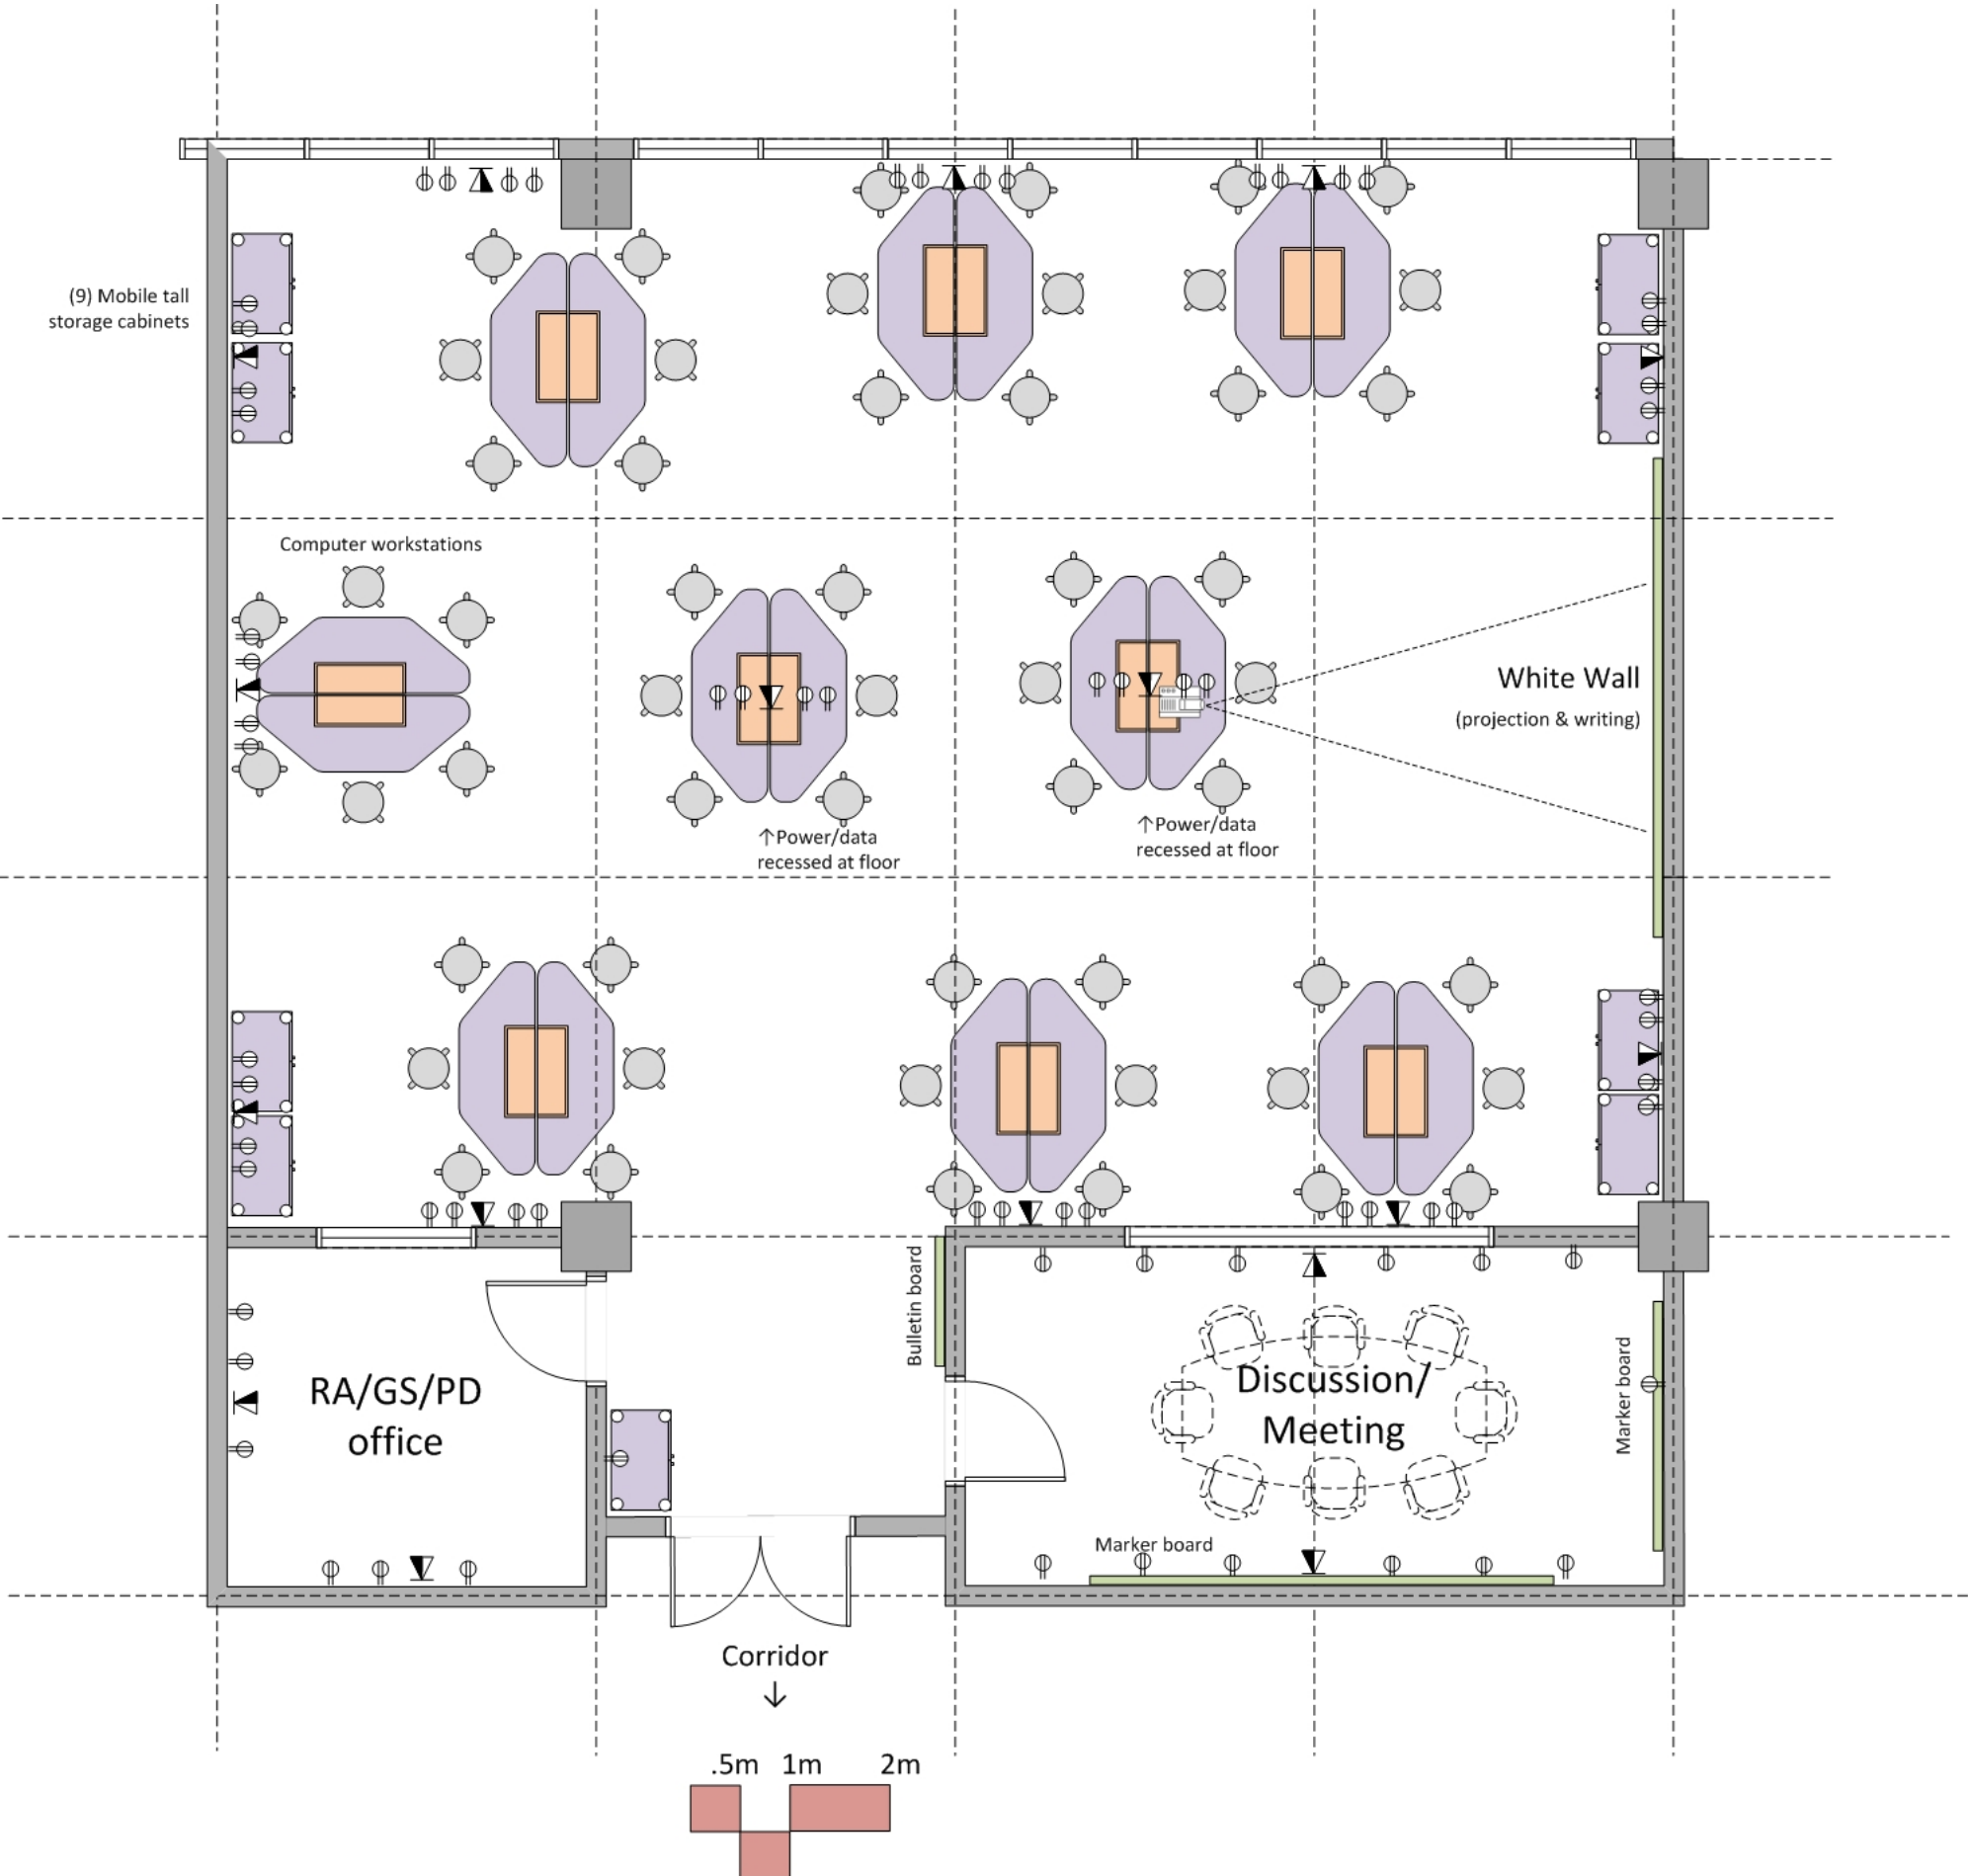 (9) Mobile tall
storage cabinets
Computer workstations
White Wall
(projection & writing)
↑Power/data
recessed at floor
↑Power/data
recessed at floor
Bulletin board
RA/GS/PD
office
Discussion/
Meeting
Marker board
Marker board
Corridor
↓
.5m 1m 2m